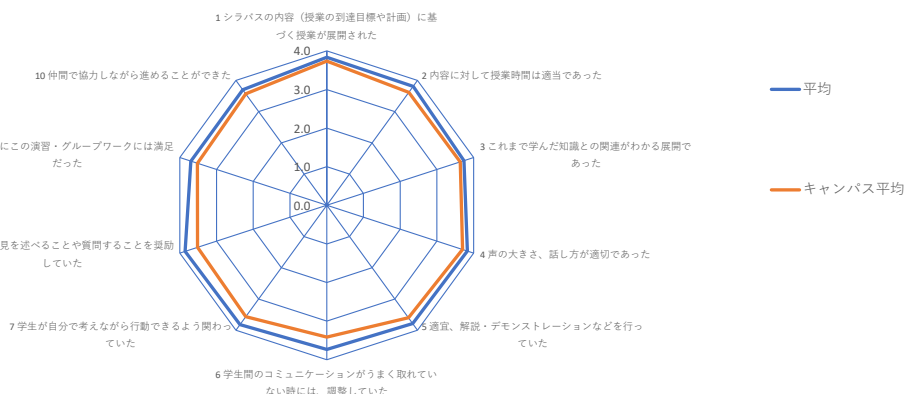 1 シラバスの内容（授業の到達目標や計画）に基
づく授業が展開された
4.0
3.0
2.0
1.0
0.0
10 仲間で協力しながら進めることができた
2 内容に対して授業時間は適当であった
平均
にこの演習・グループワークには満足
だった
3 これまで学んだ知識との関連がわかる展開で
あった
キャンパス平均
見を述べることや質問することを奨励
していた
4 声の大きさ、話し方が適切であった
7 学生が自分で考えながら行動できるよう関わっ
ていた
5 適宜、解説・デモンストレーションなどを行っ
ていた
6 学生間のコミュニケーションがうまく取れてい
ない時には、調整していた